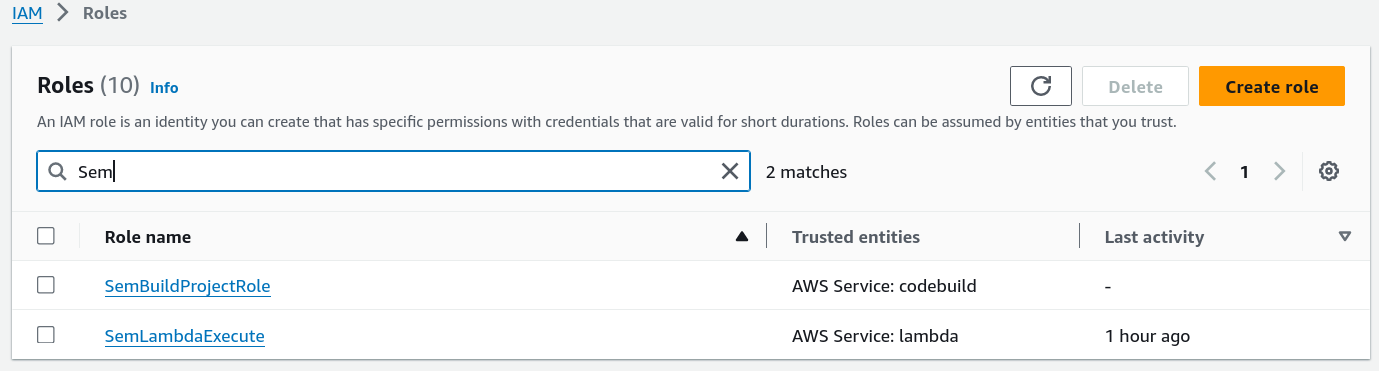 IAM > Roles
Roles (10) Info
Delete
Create role
An IAM role is an identity you can create that has specific permissions with credentials that are valid for short durations. Roles can be assumed by entities that you trust.
Sem
2 matches
1
Role name
Trusted entities
Last activity
SemBuildProjectRole
AWS Service: codebuild
-
SemLambdaExecute
AWS Service: lambda
1 hour ago